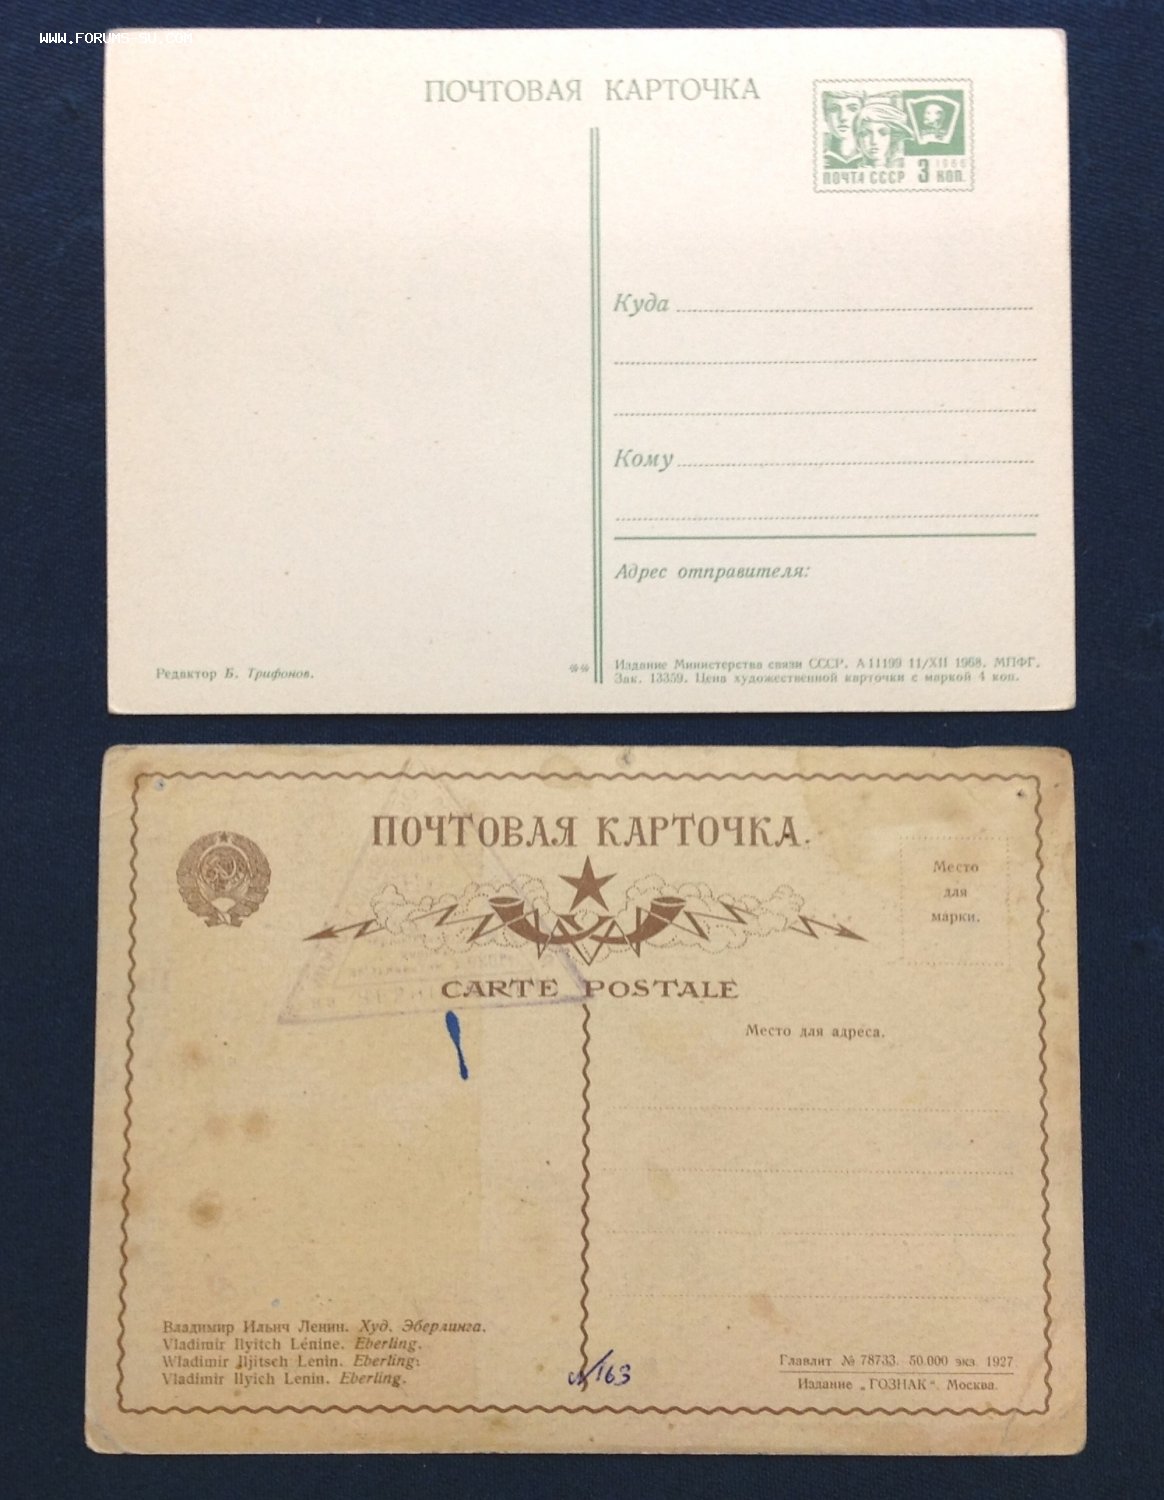 WWW.FORUMS-SU.COM
ПОЧТОВАЯ КАРТОЧКА
1966
ПОЧТА СССР 3 КОП.
Куда
Кому
Адрес отправителя:
Редактор Б. Трифонов.
**
Издание Министерства связи СССР. А 11199 11/XII 1968. МПФГ.
Зак. 13359. Цена художественной карточки с маркой 4 коп.
ПОЧТОВАЯ КАРТОЧКА.
Место
для
марки.
CARTE POSTALE
Место для адреса.
Владимир Ильич Ленин. Худ. Эберлинга.
Vladimir Ilyitch Lénine. Eberling.
Wladimir Iljitsch Lenin. Eberling.
Vladimir Ilyich Lenin. Eberling.
N 163
Главлит № 78733. 50.000 экз. 1927
Издание „ГОЗНАК“. Москва.